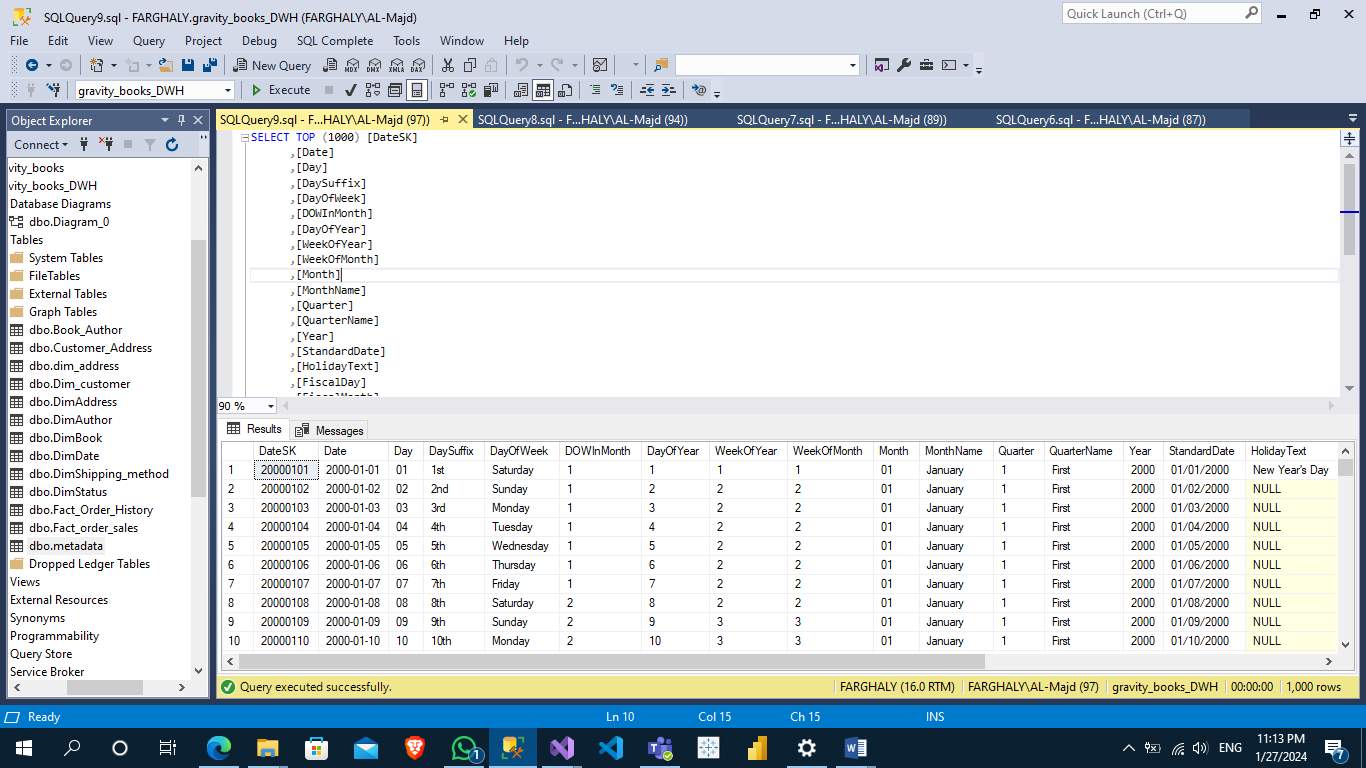 SQLQuery9.sql - FARGHALY.gravity_books_DWH (FARGHALY\AL-Majd)
Quick Launch (Ctrl+Q)
File Edit View Query Project Debug SQL Complete Tools Window Help
New Query MDX DMX XMLA DAX
gravity_books_DWH Execute
Object Explorer
Connect
vity_books
vity_books_DWH
Database Diagrams
dbo.Diagram_0
Tables
System Tables
FileTables
External Tables
Graph Tables
dbo.Book_Author
dbo.Customer_Address
dbo.dim_address
dbo.Dim_customer
dbo.DimAddress
dbo.DimAuthor
dbo.DimBook
dbo.DimDate
dbo.DimShipping_method
dbo.DimStatus
dbo.Fact_Order_History
dbo.Fact_order_sales
dbo.metadata
Dropped Ledger Tables
Views
External Resources
Synonyms
Programmability
Query Store
Service Broker
SQLQuery9.sql - F...HALY\AL-Majd (97)) SQLQuery8.sql - F...HALY\AL-Majd (94)) SQLQuery7.sql - F...HALY\AL-Majd (89)) SQLQuery6.sql - F...HALY\AL-Majd (87))
SELECT TOP (1000) [DateSK]
,[Date]
,[Day]
,[DaySuffix]
,[DayOfWeek]
,[DOWInMonth]
,[DayOfYear]
,[WeekOfYear]
,[WeekOfMonth]
,[Month]
,[MonthName]
,[Quarter]
,[QuarterName]
,[Year]
,[StandardDate]
,[HolidayText]
,[FiscalDay]
,[FiscalMonth]
90 %
Results Messages
DateSK Date Day DaySuffix DayOfWeek DOWInMonth DayOfYear WeekOfYear WeekOfMonth Month MonthName Quarter QuarterName Year StandardDate HolidayText
1 20000101 2000-01-01 01 1st Saturday 1 1 1 1 01 January 1 First 2000 01/01/2000 New Year's Day
2 20000102 2000-01-02 02 2nd Sunday 1 2 2 2 01 January 1 First 2000 01/02/2000 NULL
3 20000103 2000-01-03 03 3rd Monday 1 3 2 2 01 January 1 First 2000 01/03/2000 NULL
4 20000104 2000-01-04 04 4th Tuesday 1 4 2 2 01 January 1 First 2000 01/04/2000 NULL
5 20000105 2000-01-05 05 5th Wednesday 1 5 2 2 01 January 1 First 2000 01/05/2000 NULL
6 20000106 2000-01-06 06 6th Thursday 1 6 2 2 01 January 1 First 2000 01/06/2000 NULL
7 20000107 2000-01-07 07 7th Friday 1 7 2 2 01 January 1 First 2000 01/07/2000 NULL
8 20000108 2000-01-08 08 8th Saturday 2 8 2 2 01 January 1 First 2000 01/08/2000 NULL
9 20000109 2000-01-09 09 9th Sunday 2 9 3 3 01 January 1 First 2000 01/09/2000 NULL
10 20000110 2000-01-10 10 10th Monday 2 10 3 3 01 January 1 First 2000 01/10/2000 NULL
Query executed successfully. FARGHALY (16.0 RTM) FARGHALY\AL-Majd (97) gravity_books_DWH 00:00:00 1,000 rows
Ready Ln 10 Col 15 Ch 15 INS
1 ENG 11:13 PM 7
1/27/2024